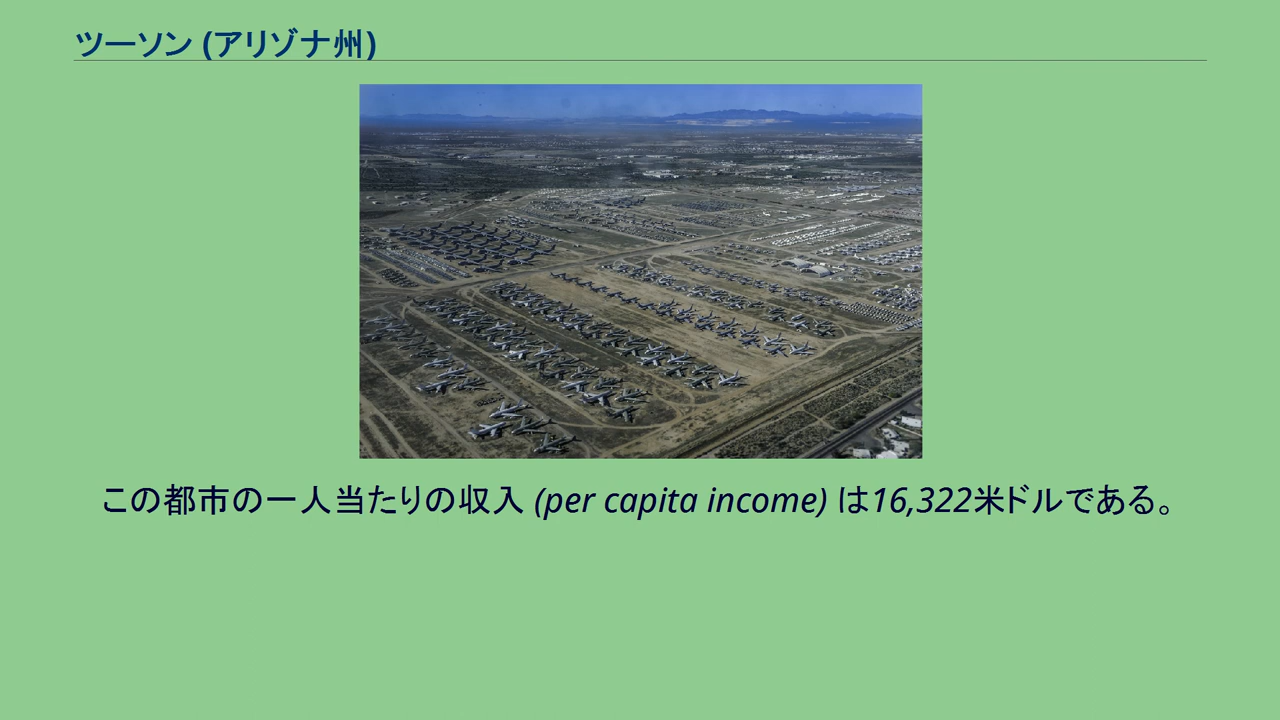 ツーソン (アリゾナ州)
この都市の一人当たりの収入 (per capita income) は16,322米ドルである。